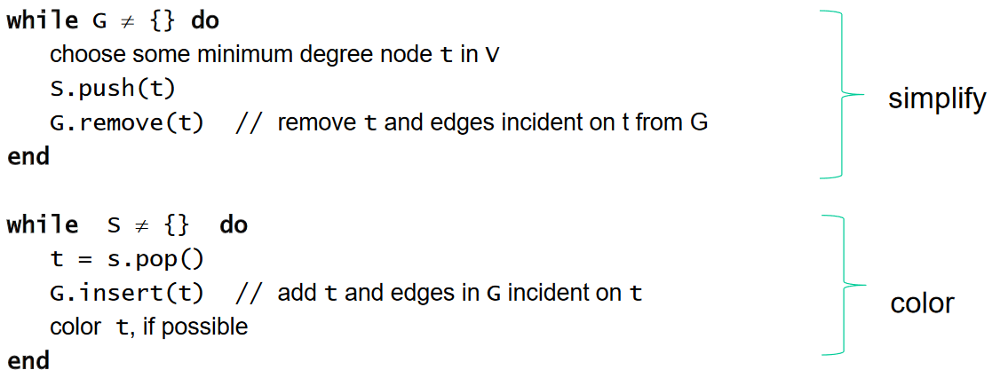 while G ≠ {} do
choose some minimum degree node t in V
S.push(t)
G.remove(t) // remove t and edges incident on t from G
end
simplify
while S ≠ {} do
t = s.pop()
G.insert(t) // add t and edges in G incident on t
color t, if possible
end
color